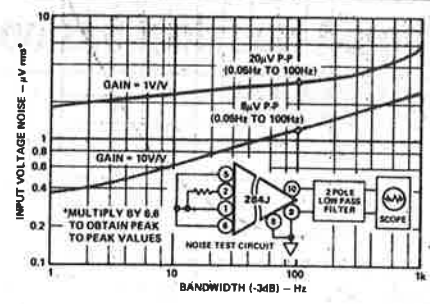 10
20µV P-P
(0.05Hz TO 100Hz)
GAIN = 1V/V
8µV P-P
(0.05Hz TO 100Hz)
INPUT VOLTAGE NOISE – µV rms*
1
0.8
0.6
GAIN = 10V/V
0.4
5
2
1
6
284J
10
9
8
2 POLE
LOW PASS
FILTER
SCOPE
*MULTIPLY BY 6.6
TO OBTAIN PEAK
TO PEAK VALUES
0.2
NOISE TEST CIRCUIT
0.1
1
10
100
1k
BANDWIDTH (-3dB) – Hz